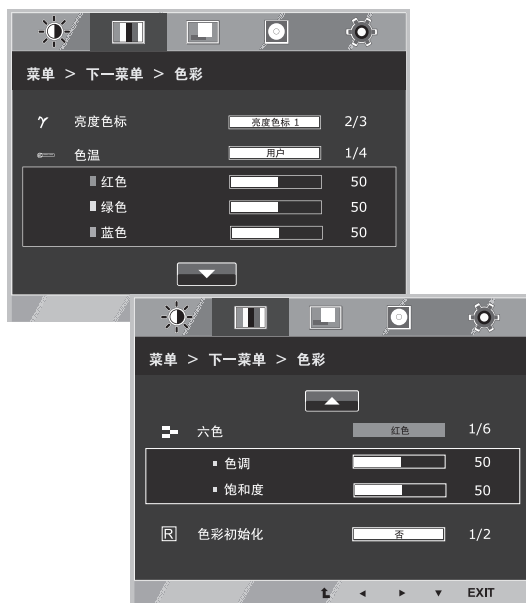 菜单 > 下一菜单 > 色彩
γ 亮度色标 亮度色标 1 2/3
色温 用户 1/4
红色 50
绿色 50
蓝色 50
菜单 > 下一菜单 > 色彩
六色 红色 1/6
色调 50
饱和度 50
R 色彩初始化 否 1/2
EXIT